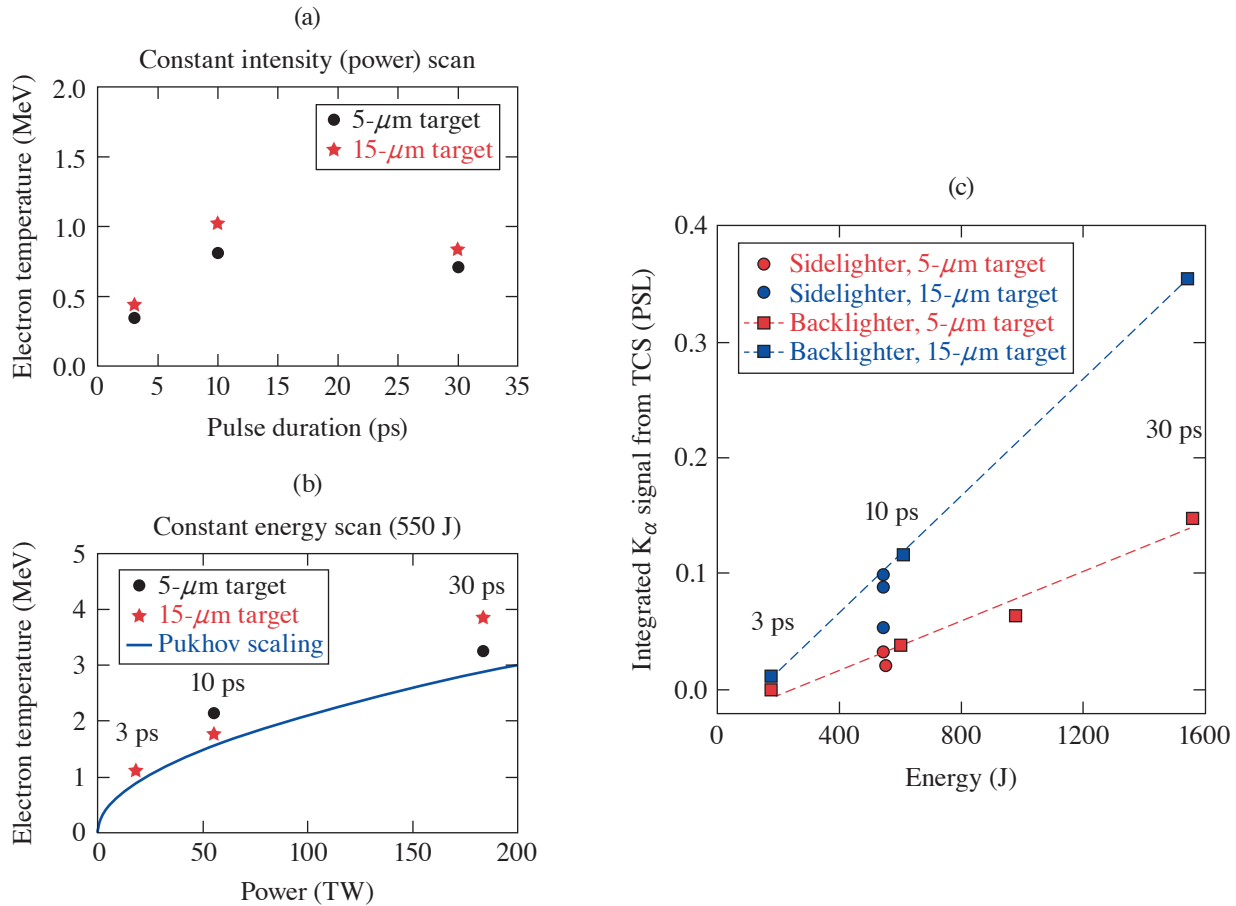 (a)
Constant intensity (power) scan
Electron temperature (MeV)
2.0
1.5
1.0
0.5
0.0
5-μm target
15-μm target
0 5 10 15 20 25 30 35
Pulse duration (ps)
(b)
Constant energy scan (550 J)
Electron temperature (MeV)
5
4
3
2
1
0
5-μm target
15-μm target
Pukhov scaling
30 ps
10 ps
3 ps
0 50 100 150 200
Power (TW)
(c)
Integrated Kα signal from TCS (PSL)
0.4
0.3
0.2
0.1
0.0
Sidelighter, 5-μm target
Sidelighter, 15-μm target
Backlighter, 5-μm target
Backlighter, 15-μm target
30 ps
10 ps
3 ps
0 400 800 1200 1600
Energy (J)